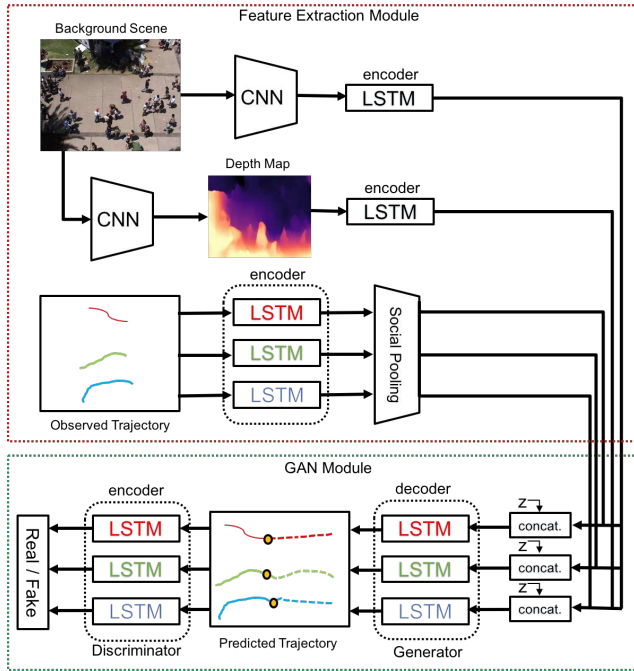 Feature Extraction Module
Background Scene
CNN
encoder
LSTM
Depth Map
CNN
encoder
LSTM
encoder
LSTM
LSTM
LSTM
Social Pooling
Observed Trajectory
GAN Module
encoder
decoder
Real / Fake
LSTM
LSTM
LSTM
LSTM
LSTM
LSTM
z
concat.
z
concat.
z
concat.
Discriminator
Predicted Trajectory
Generator